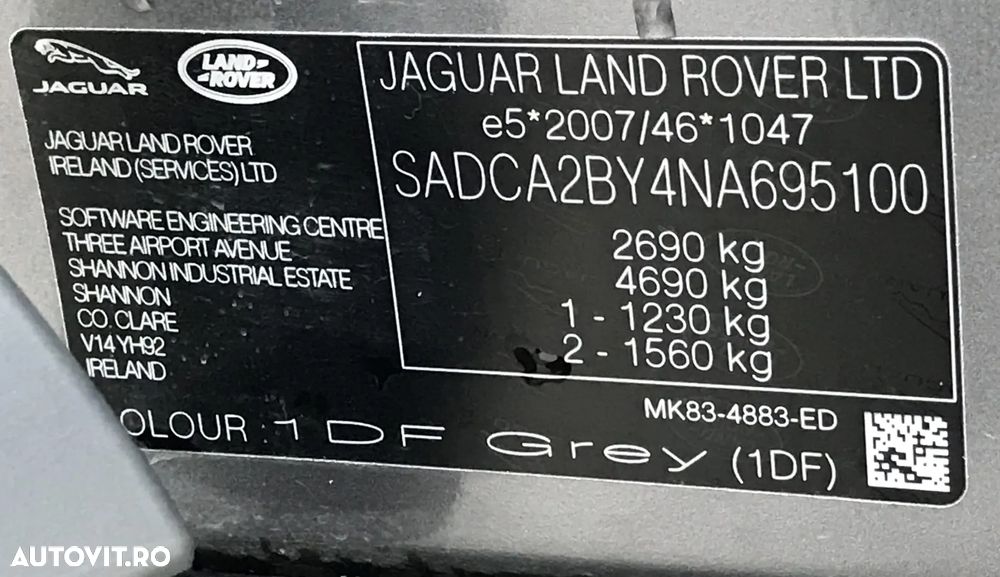 JAGUAR
LAND ROVER
JAGUAR LAND ROVER
IRELAND (SERVICES) LTD
SOFTWARE ENGINEERING CENTRE
THREE AIRPORT AVENUE
SHANNON INDUSTRIAL ESTATE
SHANNON
CO. CLARE
V14 YH92
IRELAND
JAGUAR LAND ROVER LTD
e5*2007/46*1047
SADCA2BY4NA695100
2690 kg
4690 kg
1 - 1230 kg
2 - 1560 kg
MK83-4883-ED
OLOUR : 1DF Grey (1DF)
AUTOVIT.RO